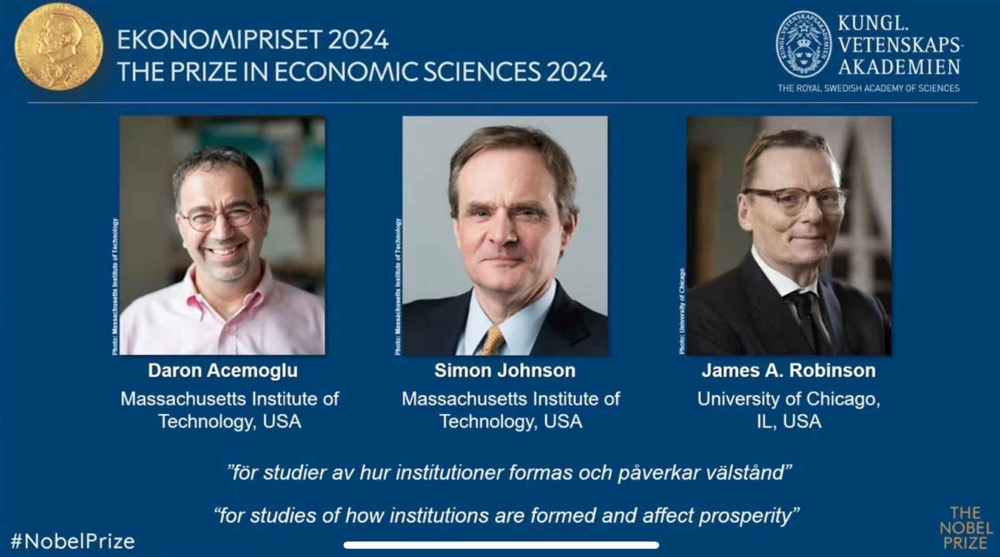 EKONOMIPRISET 2024
THE PRIZE IN ECONOMIC SCIENCES 2024
KUNGL.
VETENSKAPS-
AKADEMIEN
THE ROYAL SWEDISH ACADEMY OF SCIENCES
Photo: Massachusetts Institute of Technology
Photo: Massachusetts Institute of Technology
Photo: University of Chicago
Daron Acemoglu
Massachusetts Institute of
Technology, USA
Simon Johnson
Massachusetts Institute of
Technology, USA
James A. Robinson
University of Chicago,
IL, USA
”för studier av hur institutioner formas och påverkar välstånd”
“for studies of how institutions are formed and affect prosperity”
#NobelPrize
THE
NOBEL
PRIZE